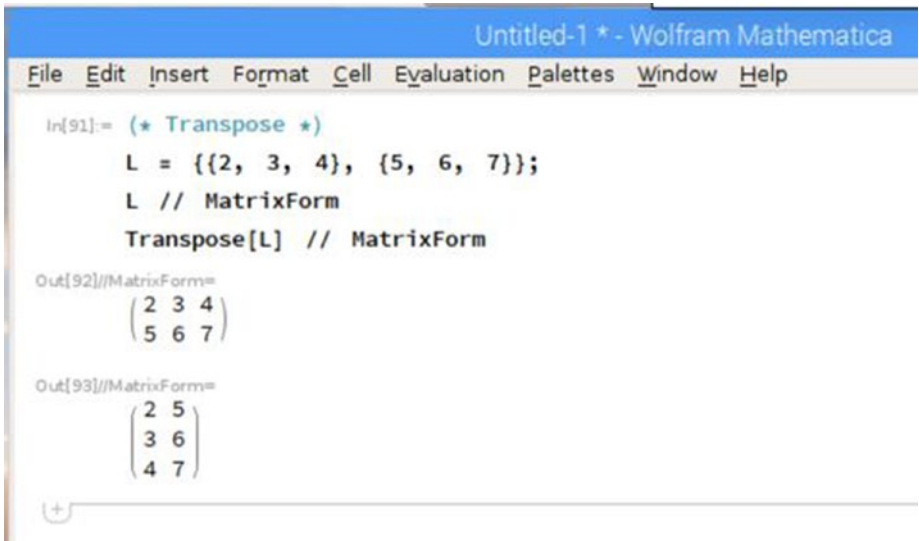 Untitled-1 * - Wolfram Mathematica
File Edit Insert Format Cell Evaluation Palettes Window Help
In[91]:= (* Transpose *)
L = {{2, 3, 4}, {5, 6, 7}};
L // MatrixForm
Transpose[L] // MatrixForm
Out[92]//MatrixForm=
2 3 4
5 6 7
Out[93]//MatrixForm=
2 5
3 6
4 7
+